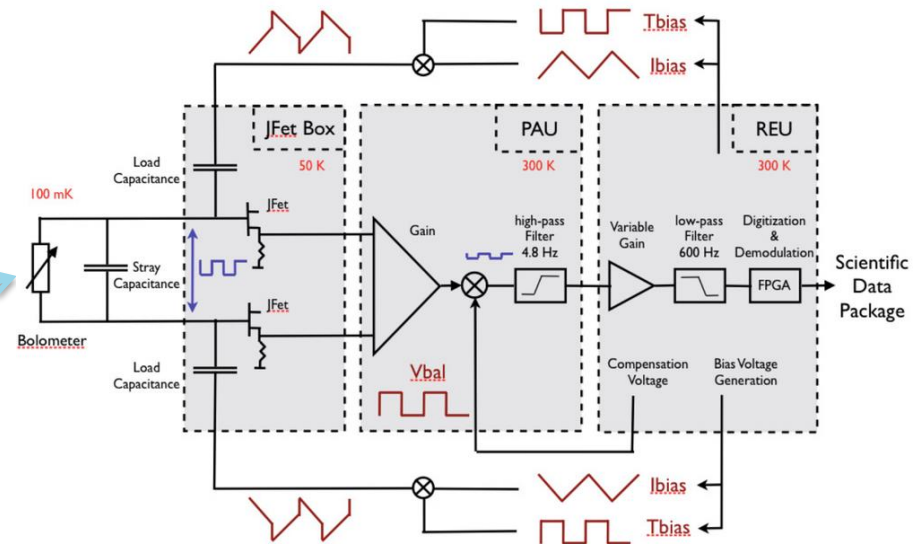 Tbias
Ibias
JFet Box
50 K
PAU
300 K
REU
300 K
Load
Capacitance
100 mK
JFet
Gain
high-pass
Filter
4.8 Hz
Variable
Gain
low-pass
Filter
600 Hz
Digitization
&
Demodulation
FPGA
Scientific
Data
Package
Stray
Capacitance
Bolometer
JFet
Load
Capacitance
Vbal
Compensation
Voltage
Bias Voltage
Generation
Ibias
Tbias